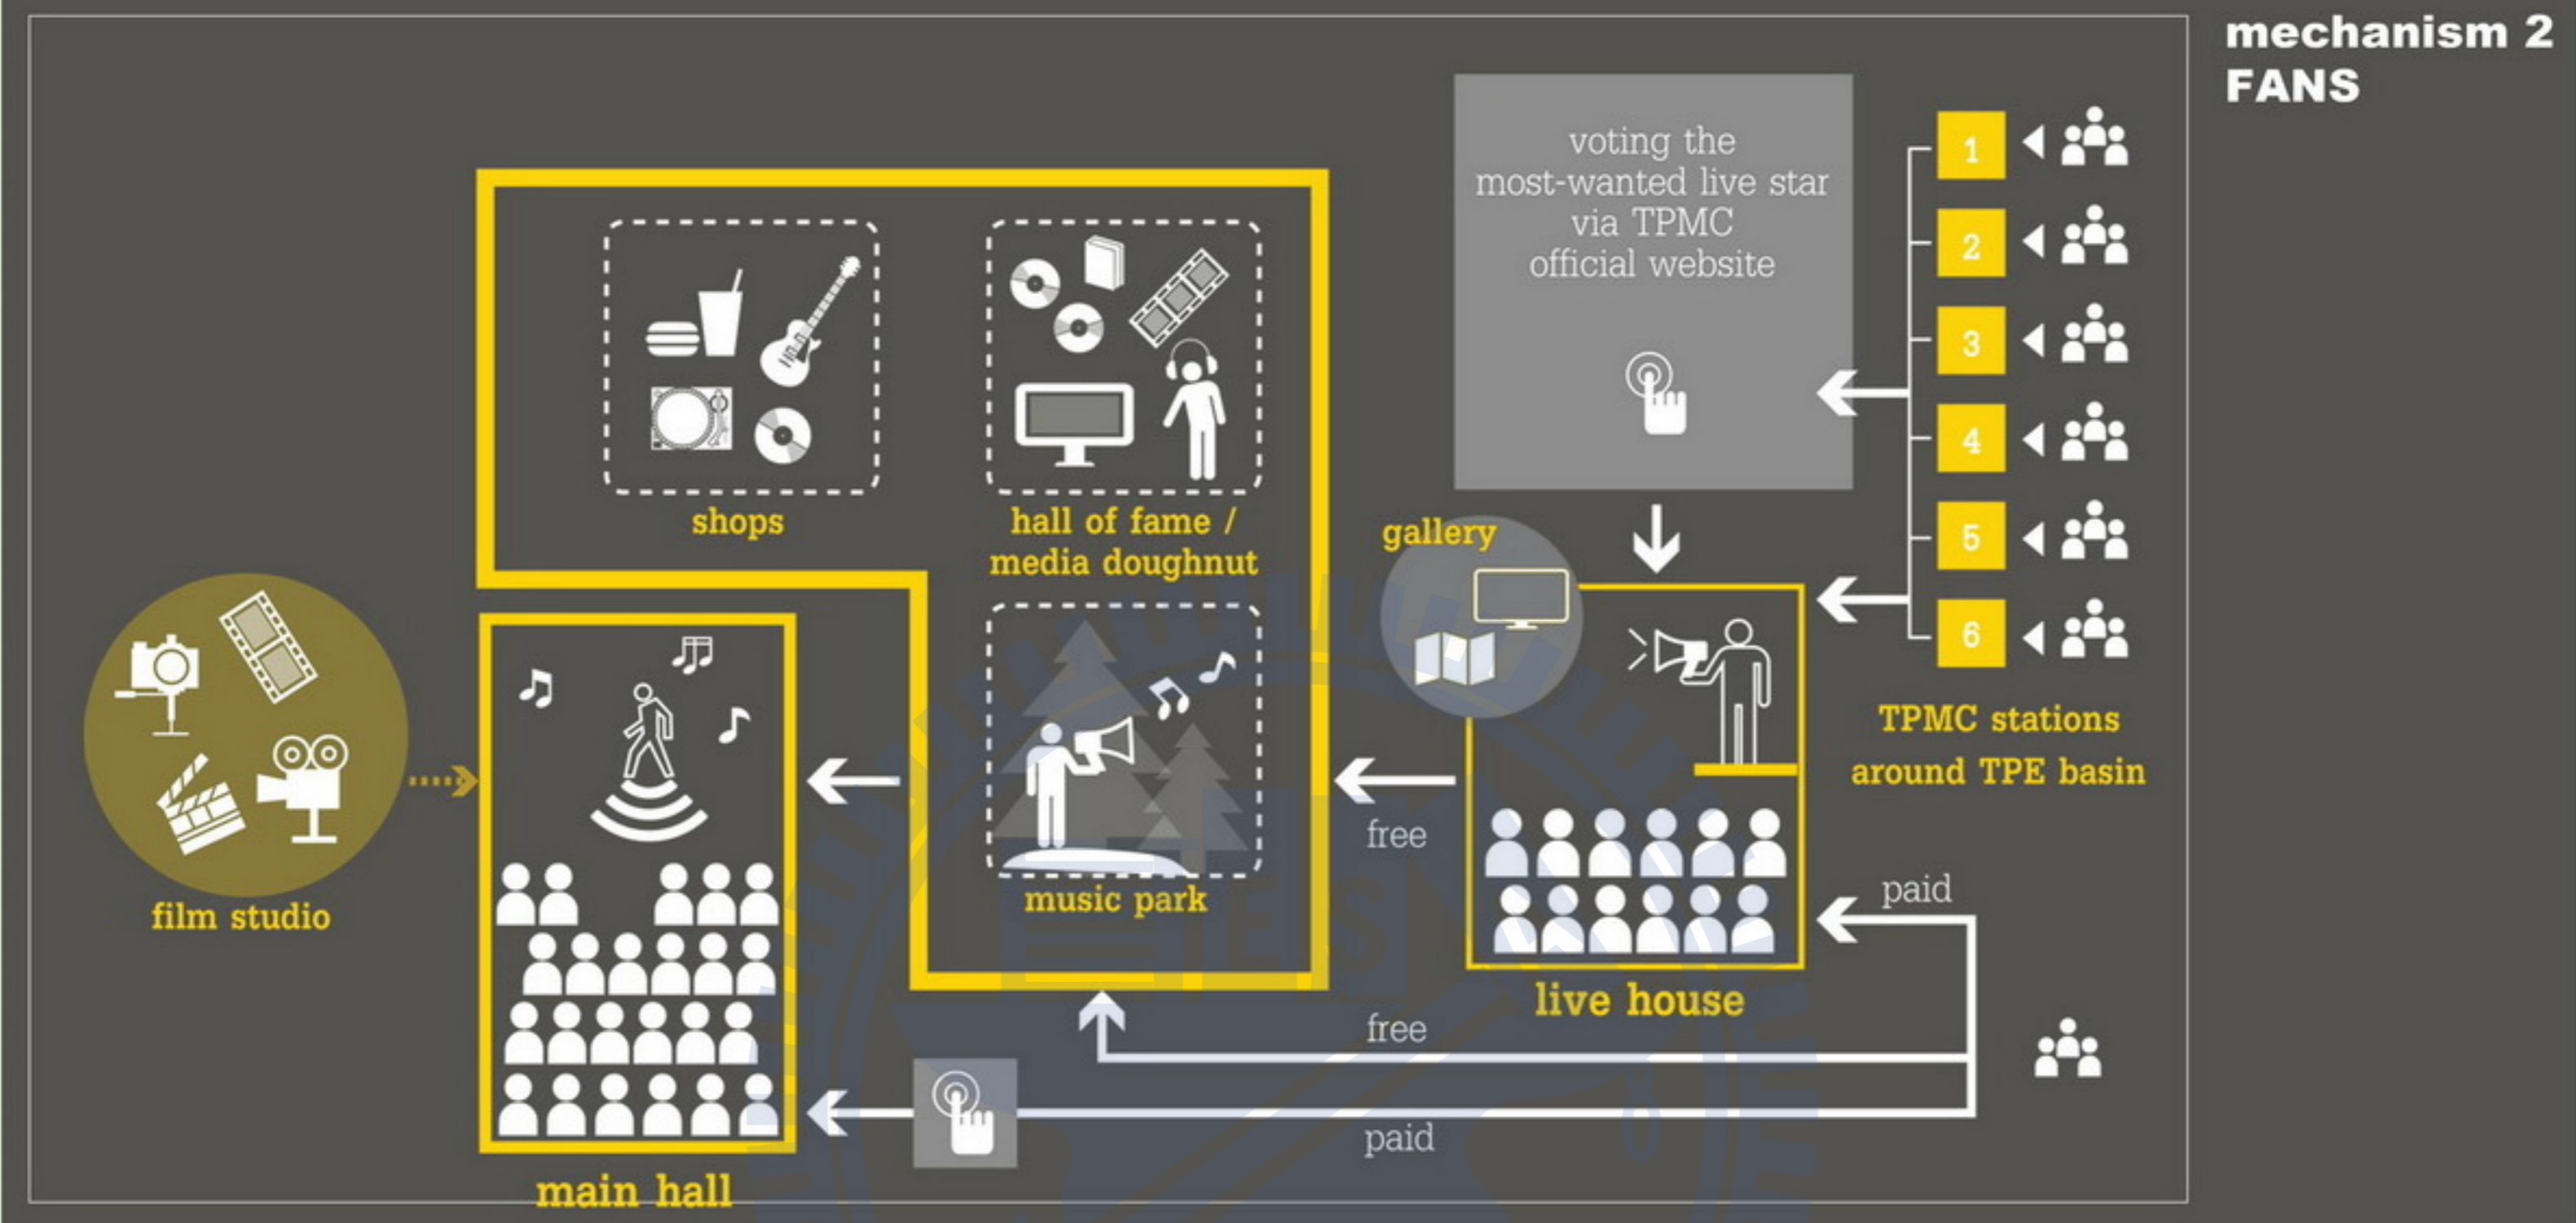 mechanism 2
FANS
voting the
most-wanted live star
via TPMC
official website
1
2
3
4
5
6
TPMC stations
around TPE basin
shops
hall of fame /
media doughnut
gallery
music park
film studio
free
paid
live house
free
paid
main hall